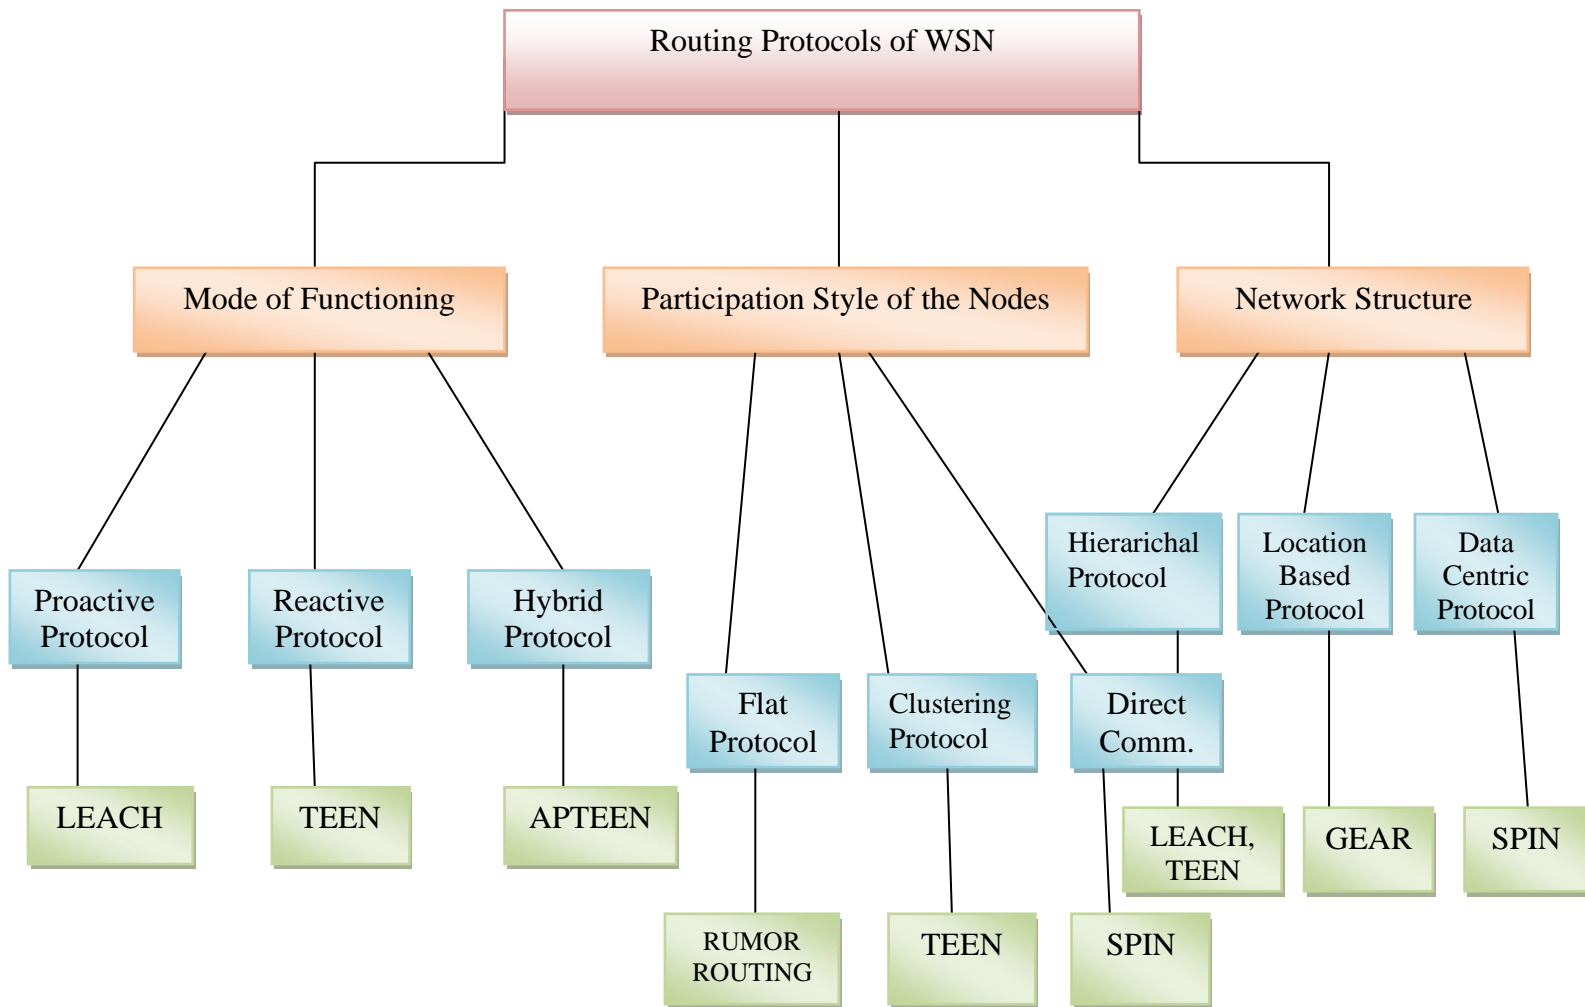 Routing Protocols of WSN
Mode of Functioning
Participation Style of the Nodes
Network Structure
Hierarichal
Protocol
Location
Based
Protocol
Data
Centric
Protocol
Proactive
Protocol
Reactive
Protocol
Hybrid
Protocol
Flat
Protocol
Clustering
Protocol
Direct
Comm.
LEACH
TEEN
APTEEN
LEACH,
TEEN
GEAR
SPIN
RUMOR
ROUTING
TEEN
SPIN